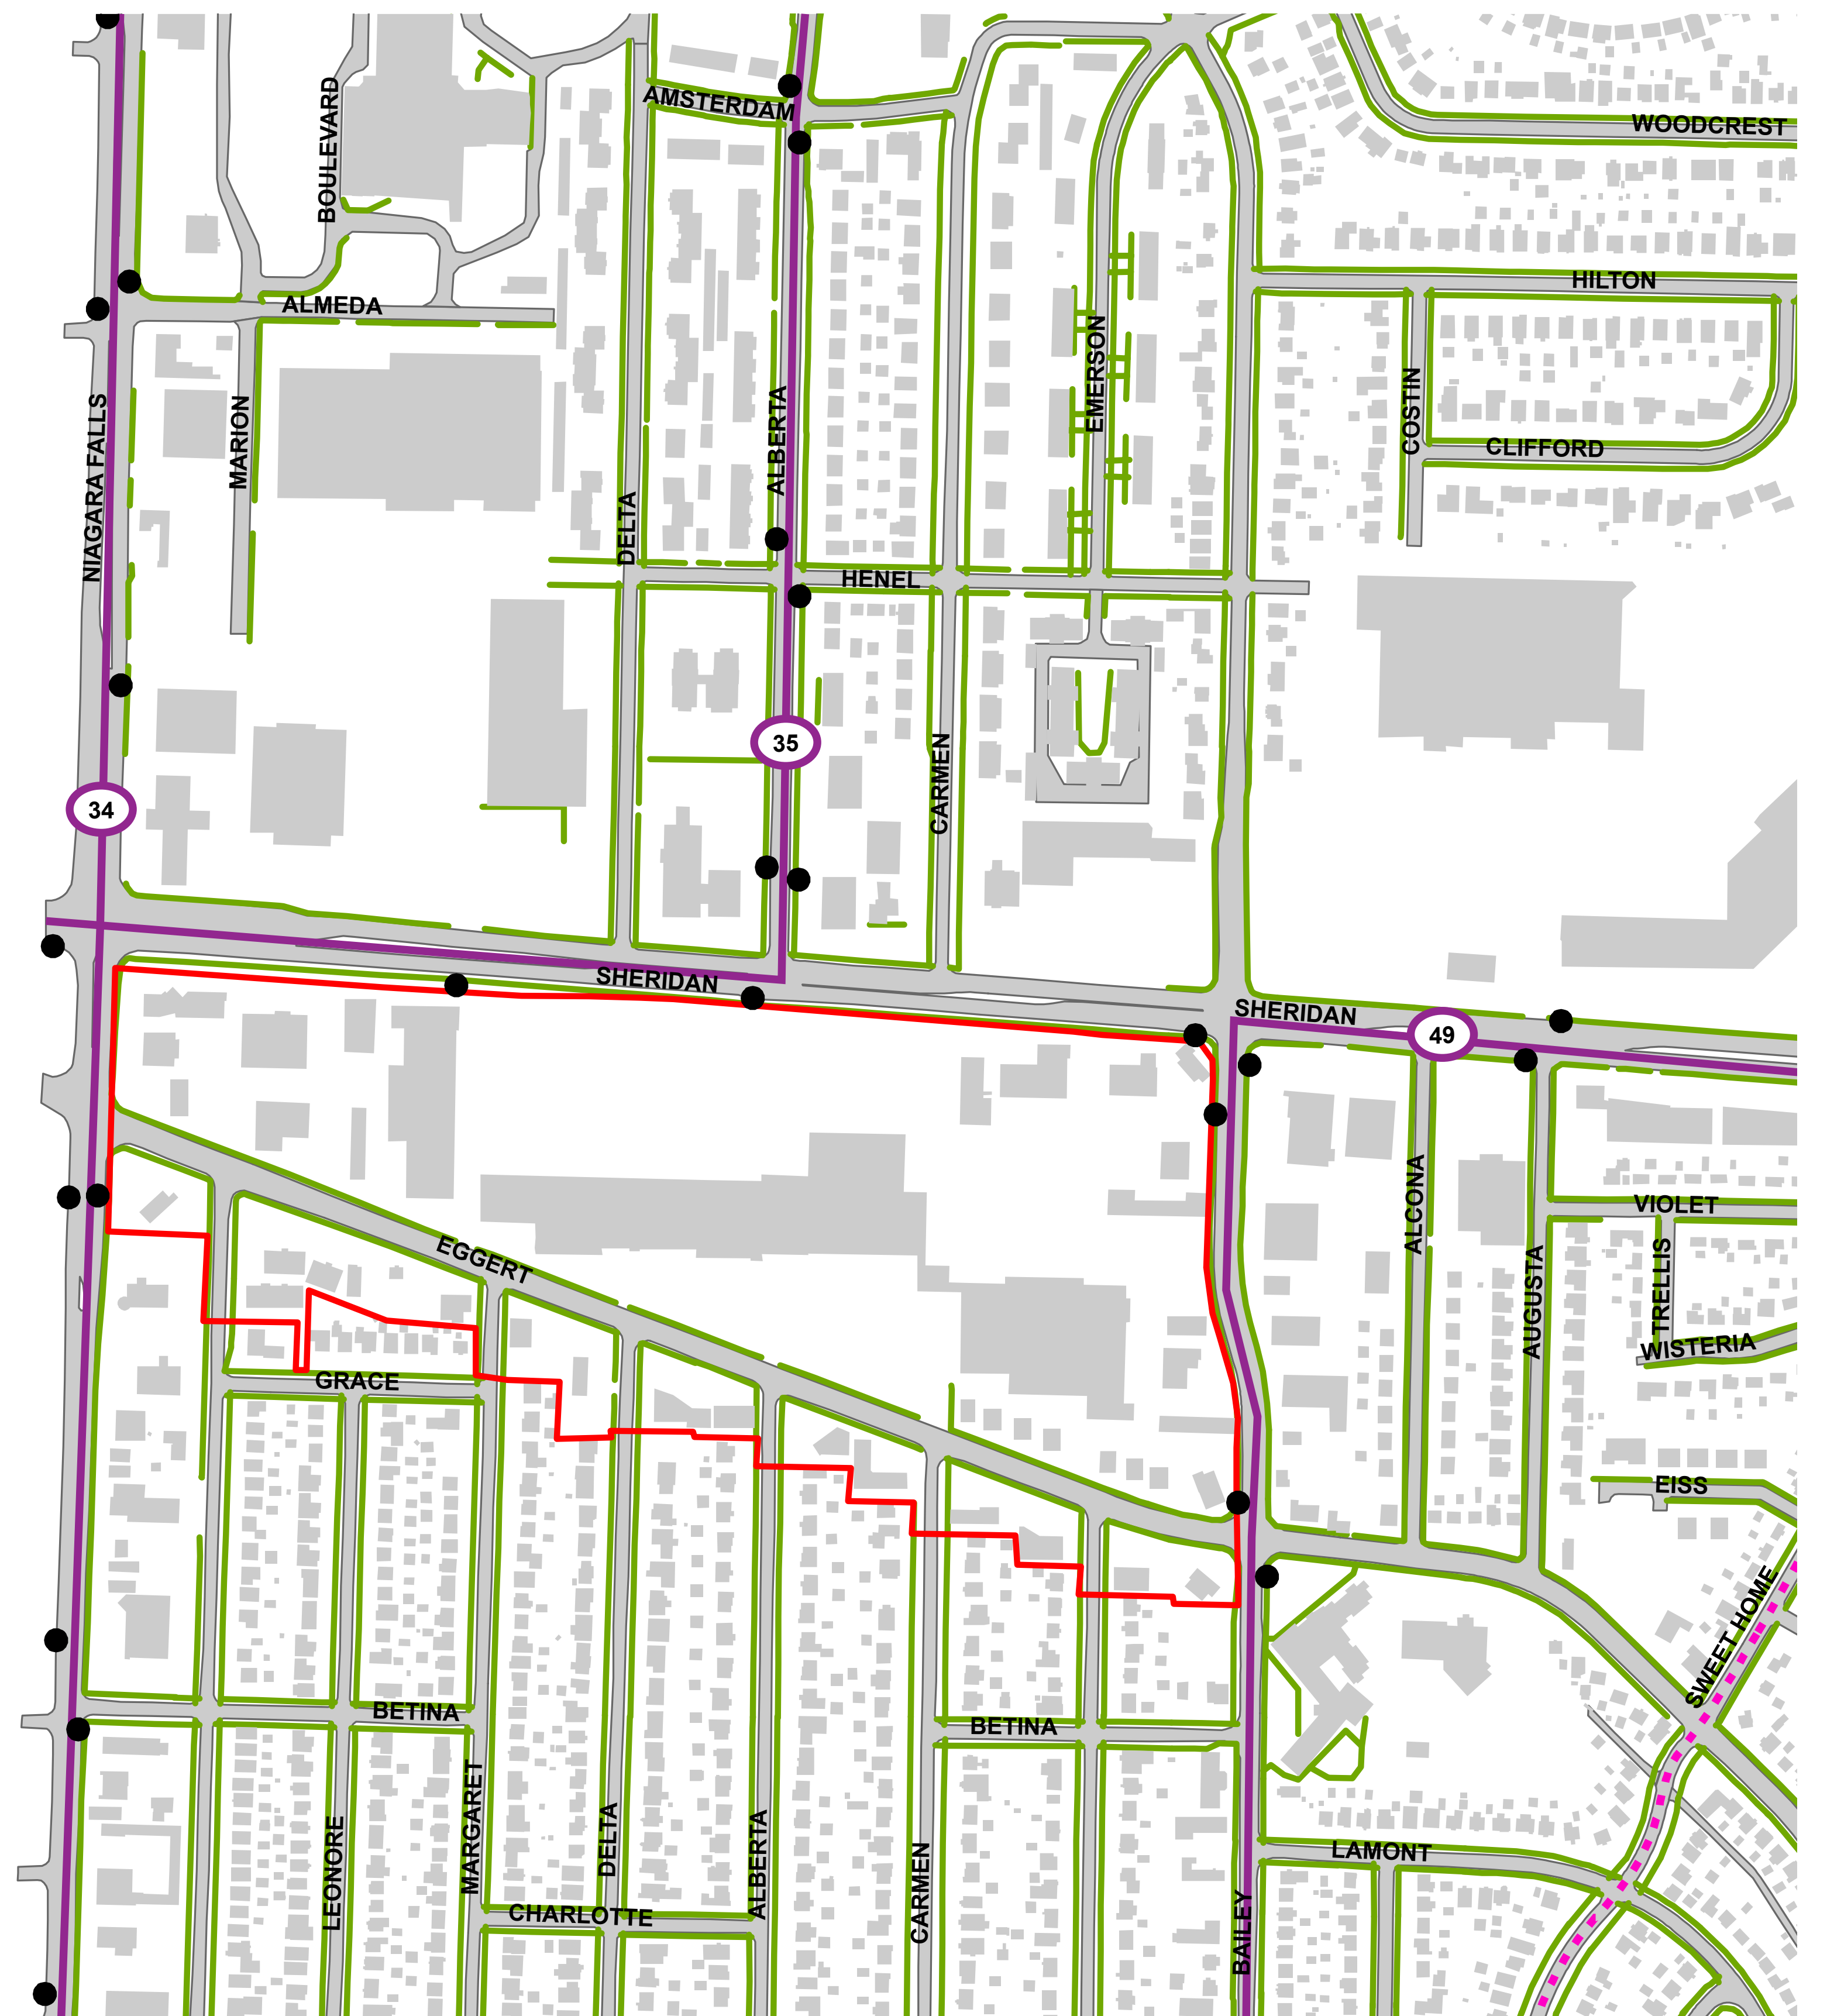 BOULEVARD
AMSTERDAM
WOODCREST
HILTON
ALMEDA
EMERSON
COSTIN
NIAGARA FALLS
MARION
ALBERTA
CLIFFORD
DELTA
HENEL
35
34
CARMEN
SHERIDAN
SHERIDAN
49
ALCONA
VIOLET
EGGERT
AUGUSTA
TRELLIS
WISTERIA
GRACE
EISS
SWEET HOME
BETINA
BETINA
MARGARET
LEONORE
DELTA
ALBERTA
CARMEN
LAMONT
CHARLOTTE
BAILEY